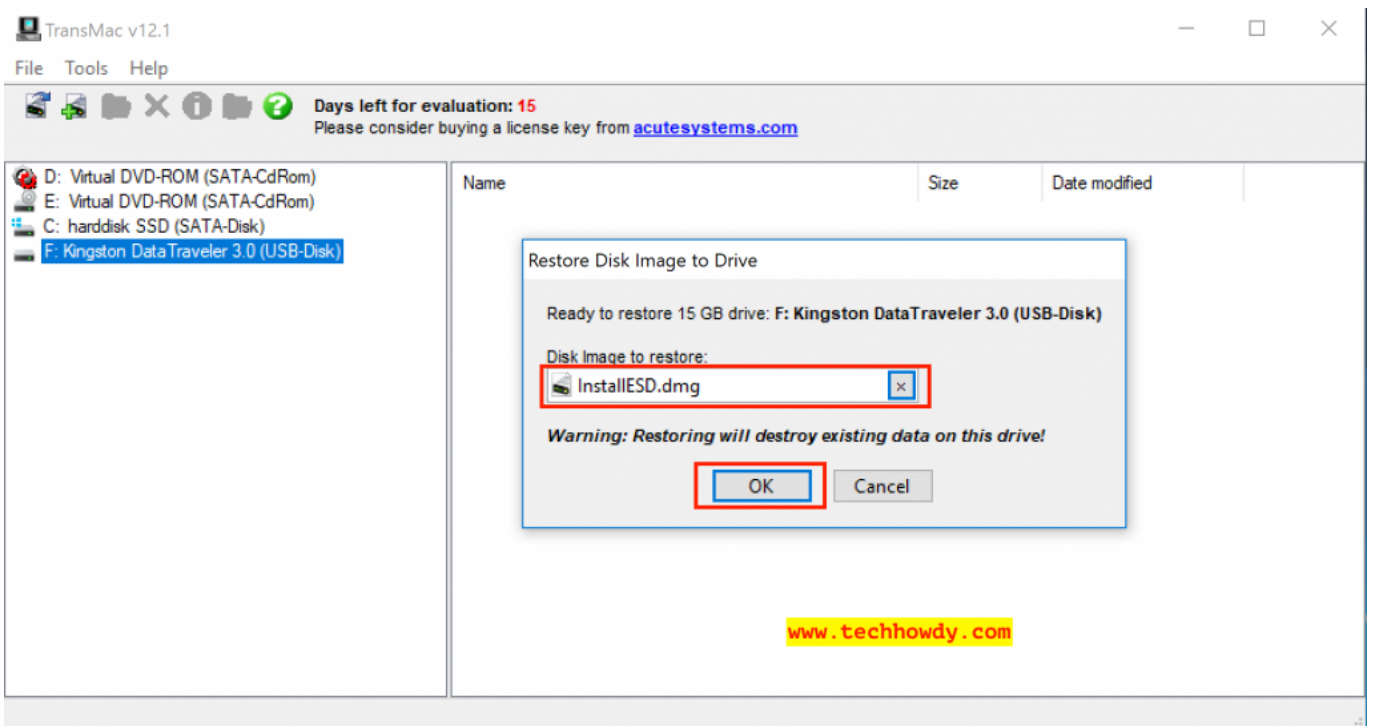 TransMac v12.1
File Tools Help
Days left for evaluation: 15
Please consider buying a license key from acutesystems.com
D: Virtual DVD-ROM (SATA-CdRom)
E: Virtual DVD-ROM (SATA-CdRom)
C: harddisk SSD (SATA-Disk)
F: Kingston DataTraveler 3.0 (USB-Disk)
Name Size Date modified
Restore Disk Image to Drive
Ready to restore 15 GB drive: F: Kingston DataTraveler 3.0 (USB-Disk)
Disk Image to restore:
InstallESD.dmg
Warning: Restoring will destroy existing data on this drive!
OK Cancel
www.techhowdy.com